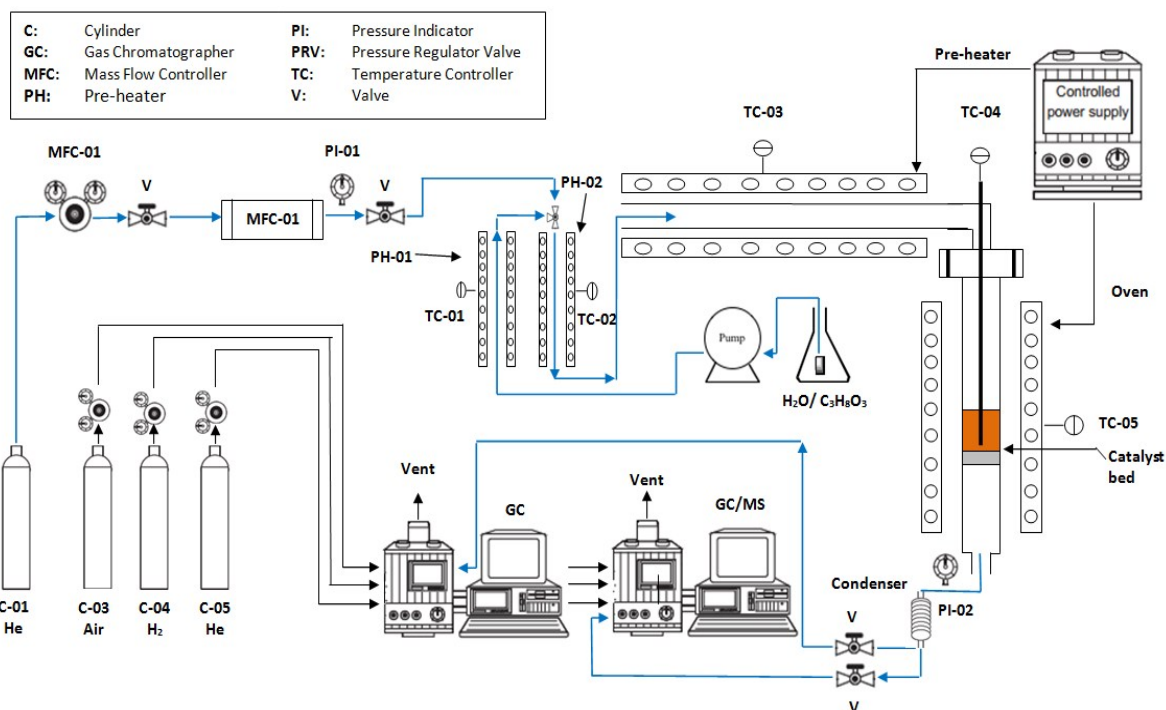 C: Cylinder PI: Pressure Indicator
GC: Gas Chromatographer PRV: Pressure Regulator Valve
MFC: Mass Flow Controller TC: Temperature Controller
PH: Pre-heater V: Valve
Pre-heater
Controlled
power supply
TC-03
TC-04
MFC-01
V
PI-01
V
PH-02
MFC-01
PH-01
TC-01
TC-02
Oven
Pump
H₂O/ C₃H₈O₃
TC-05
Catalyst
bed
Vent
GC
Vent
GC/MS
Condenser
PI-02
V
V
C-01
He
C-03
Air
C-04
H₂
C-05
He